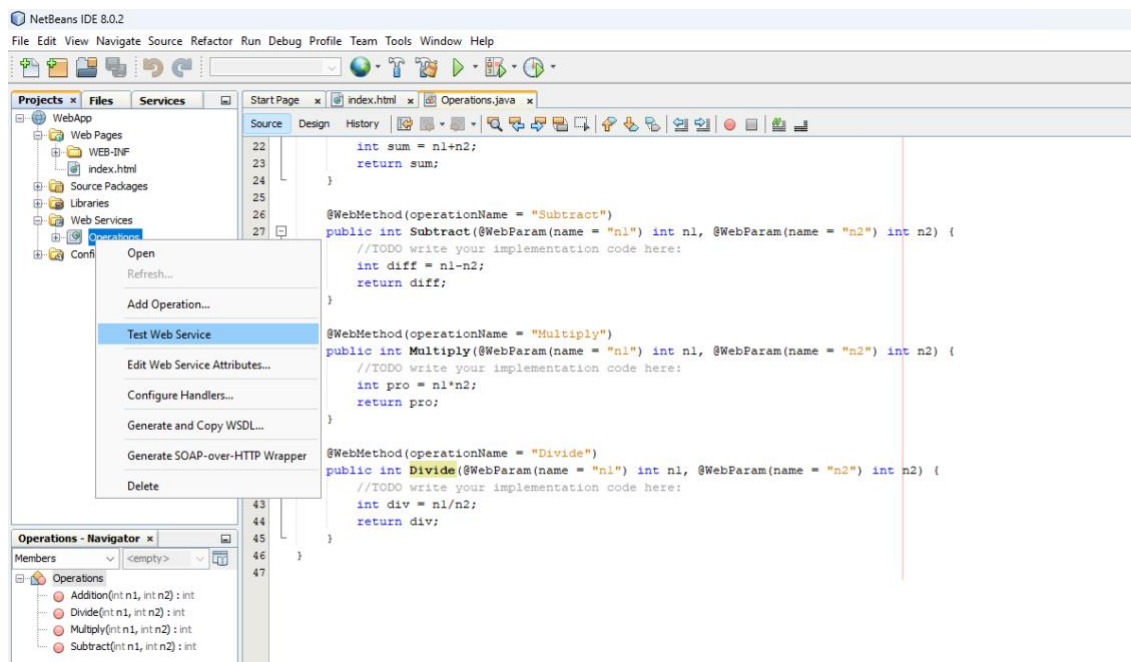 NetBeans IDE 8.0.2
File Edit View Navigate Source Refactor Run Debug Profile Team Tools Window Help
Projects x Files Services
Start Page x index.html x Operations.java x
WebApp
Web Pages
WEB-INF
index.html
Source Packages
Libraries
Web Services
Operations
Confi
Open
Refresh...
Add Operation...
Test Web Service
Edit Web Service Attributes...
Configure Handlers...
Generate and Copy WSDL...
Generate SOAP-over-HTTP Wrapper
Delete
Source Design History
22 int sum = n1+n2;
23 return sum;
24 }
25
26 @WebMethod(operationName = "Subtract")
27 public int Subtract(@WebParam(name = "n1") int n1, @WebParam(name = "n2") int n2) {
//TODO write your implementation code here:
int diff = n1-n2;
return diff;
}
@WebMethod(operationName = "Multiply")
public int Multiply(@WebParam(name = "n1") int n1, @WebParam(name = "n2") int n2) {
//TODO write your implementation code here:
int pro = n1*n2;
return pro;
}
@WebMethod(operationName = "Divide")
public int Divide(@WebParam(name = "n1") int n1, @WebParam(name = "n2") int n2) {
//TODO write your implementation code here:
43 int div = n1/n2;
44 return div;
45 }
46 }
47
Operations - Navigator x
Members <empty>
Operations
Addition(int n1, int n2) : int
Divide(int n1, int n2) : int
Multiply(int n1, int n2) : int
Subtract(int n1, int n2) : int